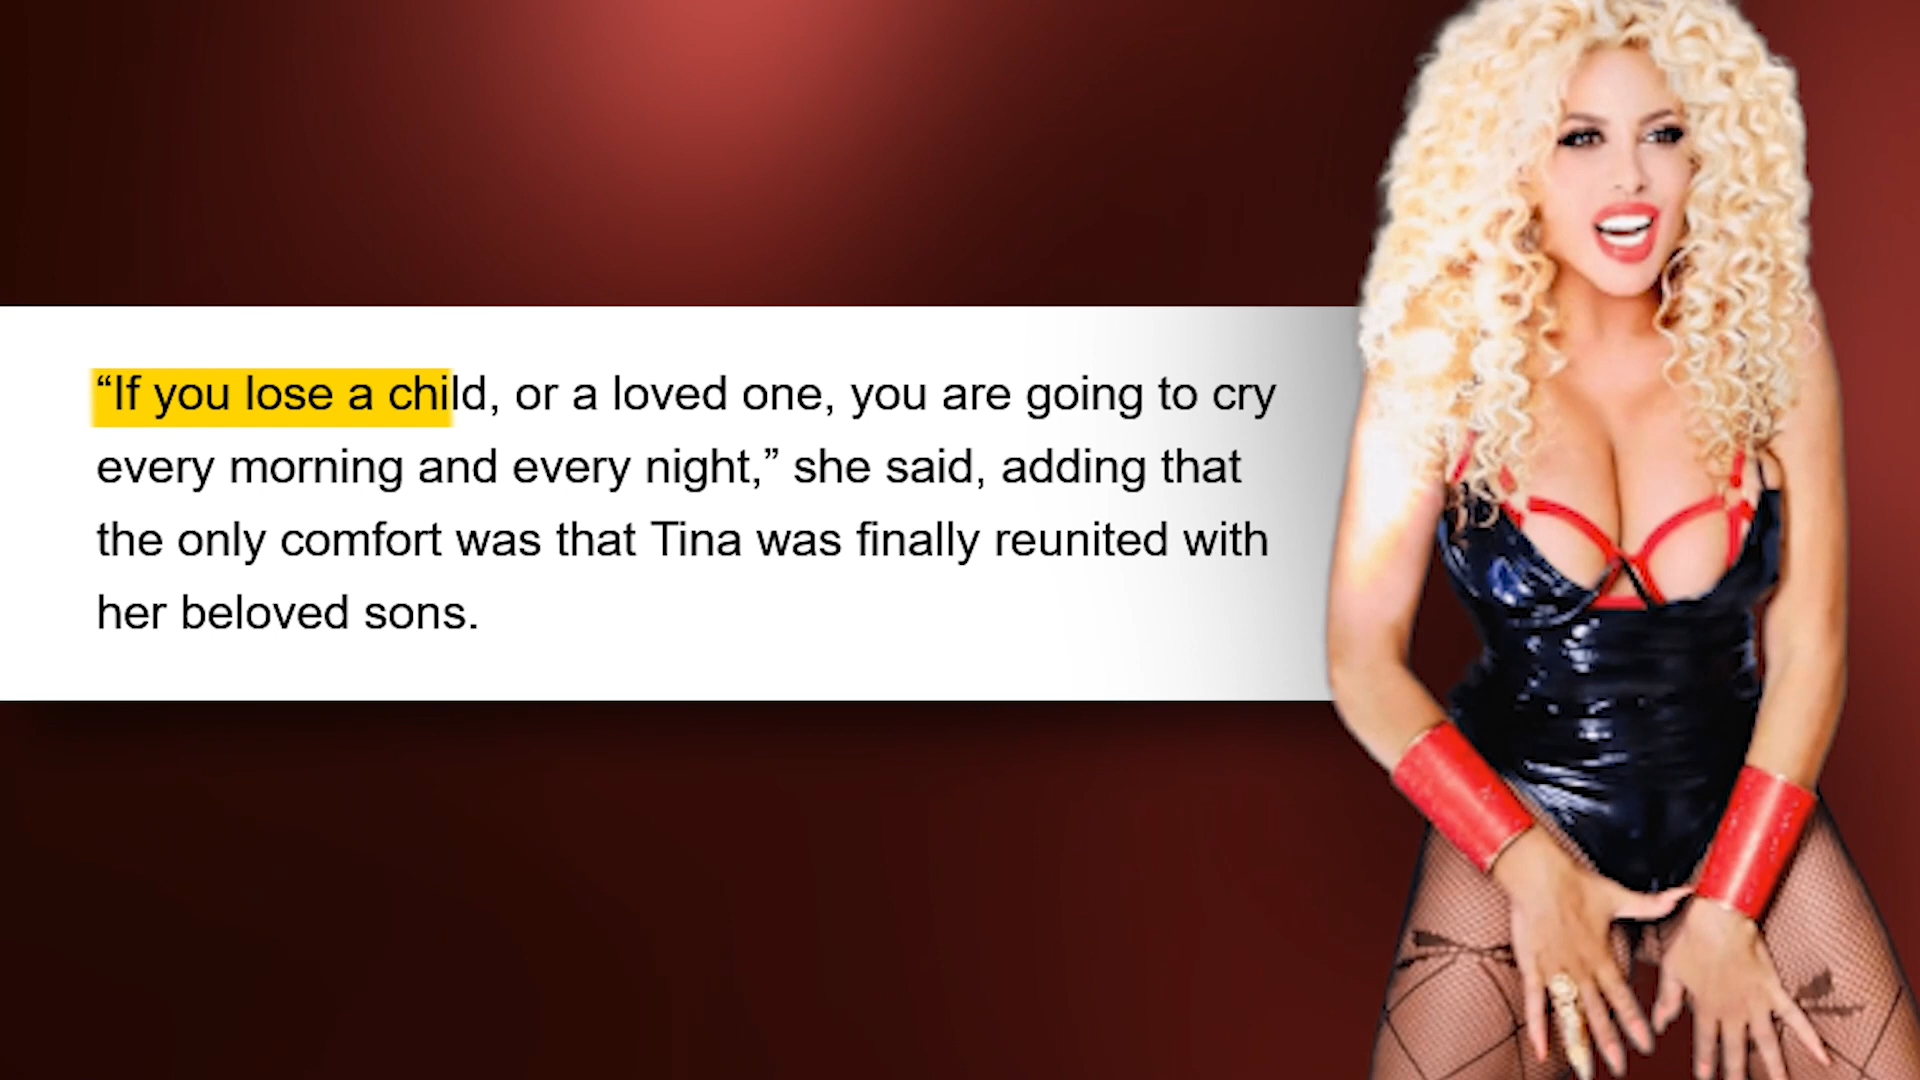 “If you lose a child, or a loved one, you are going to cry
every morning and every night,” she said, adding that
the only comfort was that Tina was finally reunited with
her beloved sons.